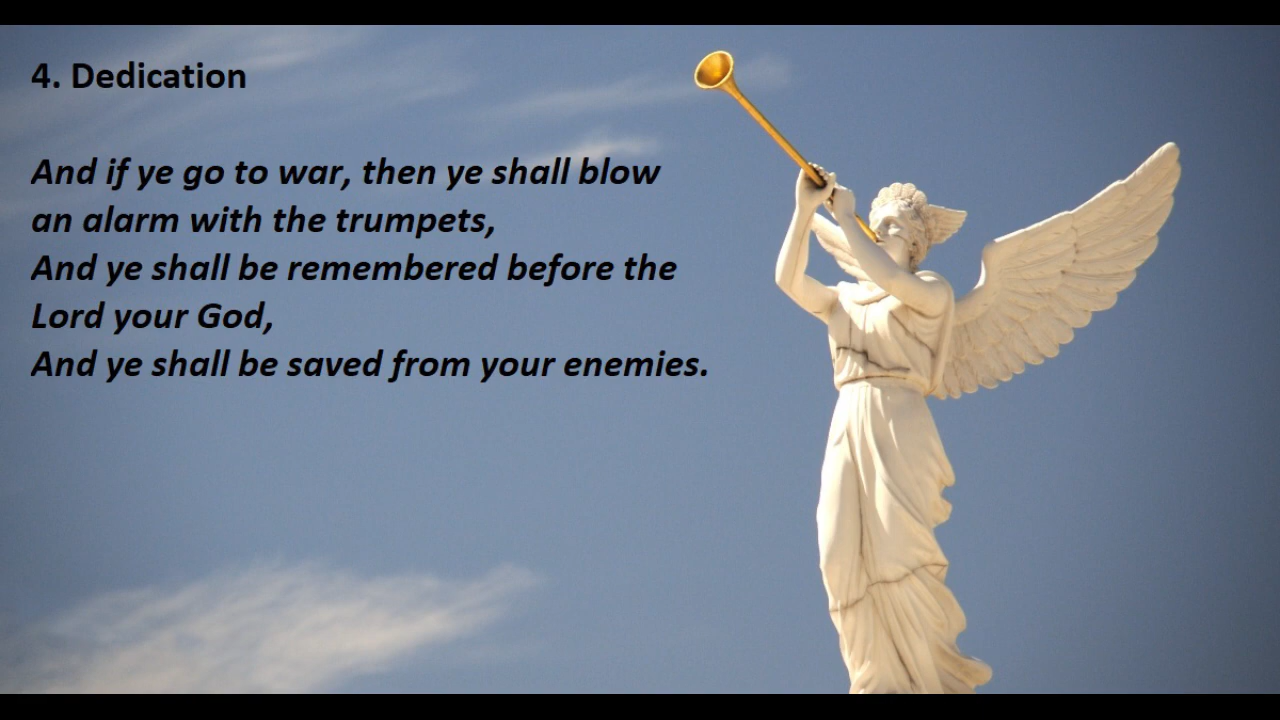 4. Dedication
And if ye go to war, then ye shall blow
an alarm with the trumpets,
And ye shall be remembered before the
Lord your God,
And ye shall be saved from your enemies.